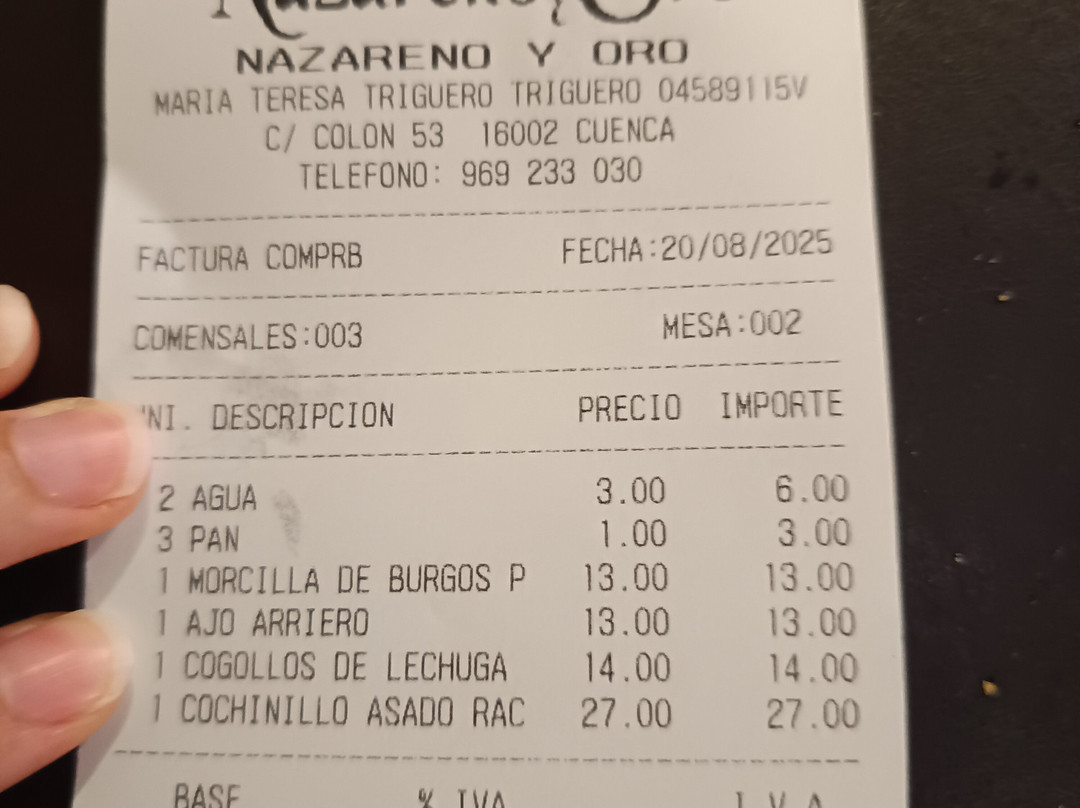 NAZARENO Y ORO
MARIA TERESA TRIGUERO TRIGUERO 04589115V
C/ COLON 53 16002 CUENCA
TELEFONO: 969 233 030
FACTURA COMPRB FECHA:20/08/2025
COMENSALES:003 MESA:002
NI. DESCRIPCION PRECIO IMPORTE
2 AGUA 3.00 6.00
3 PAN 1.00 3.00
1 MORCILLA DE BURGOS P 13.00 13.00
1 AJO ARRIERO 13.00 13.00
1 COGOLLOS DE LECHUGA 14.00 14.00
1 COCHINILLO ASADO RAC 27.00 27.00
BASE % IVA I V A